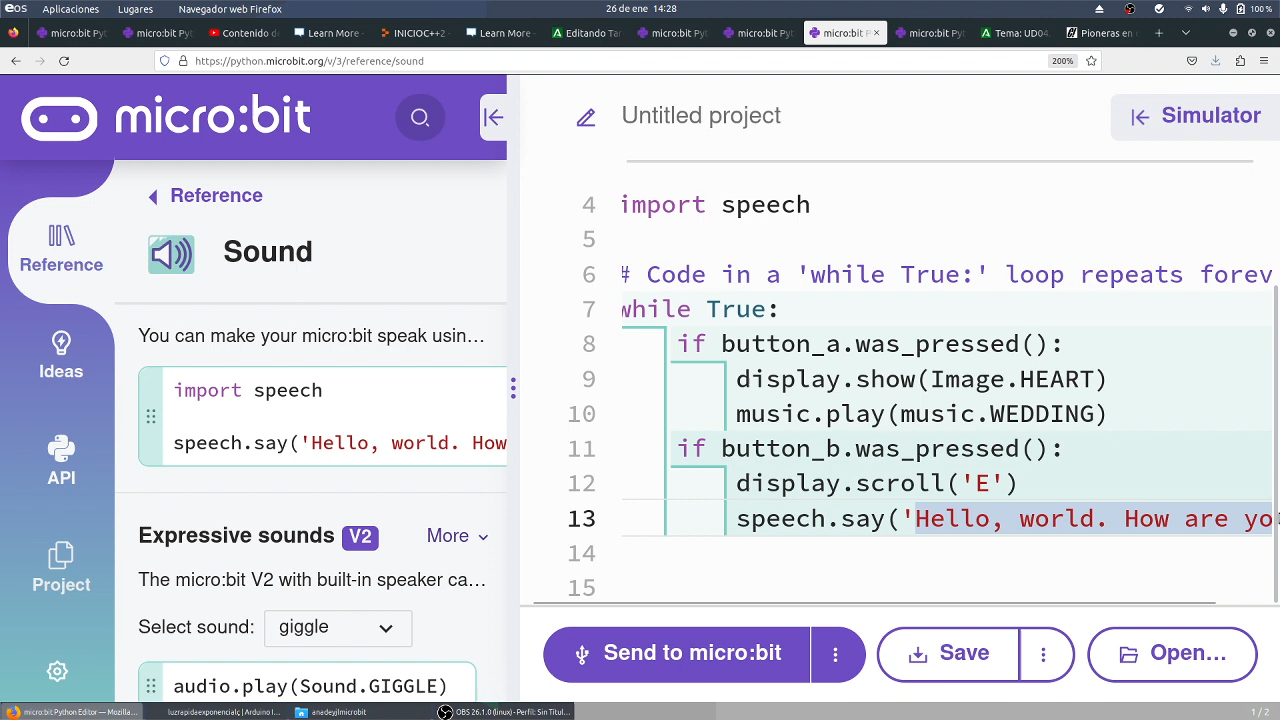 eos Aplicaciones Lugares Navegador web Firefox 26 de ene 14:28 100 %
micro:bit P micro:bit P Contenido d Learn More INICIOC++2 Learn More Editando Tar micro:bit Pyt micro:bit Pyt micro:bit P micro:bit Pyt Tema: UD04. Pioneras en
https://python.microbit.org/v/3/reference/sound 200%
micro:bit
Untitled project
Simulator
Reference
Sound
Reference
Ideas
API
Project
You can make your micro:bit speak usin…
import speech
speech.say('Hello, world. How
Expressive sounds V2 More
The micro:bit V2 with built-in speaker ca…
Select sound: giggle
audio.play(Sound.GIGGLE)
4 import speech
5
6 # Code in a 'while True:' loop repeats forev
7 while True:
8 if button_a.was_pressed():
9 display.show(Image.HEART)
10 music.play(music.WEDDING)
11 if button_b.was_pressed():
12 display.scroll('E')
13 speech.say('Hello, world. How are yo
14
15
Send to micro:bit Save Open…
micro:bit Python Editor — Mozilla… luzrapidaexponencialç | Arduino I… anadeyjlmicrobit OBS 26.1.0 (linux) - Perfil: Sin Títul… 1 / 2